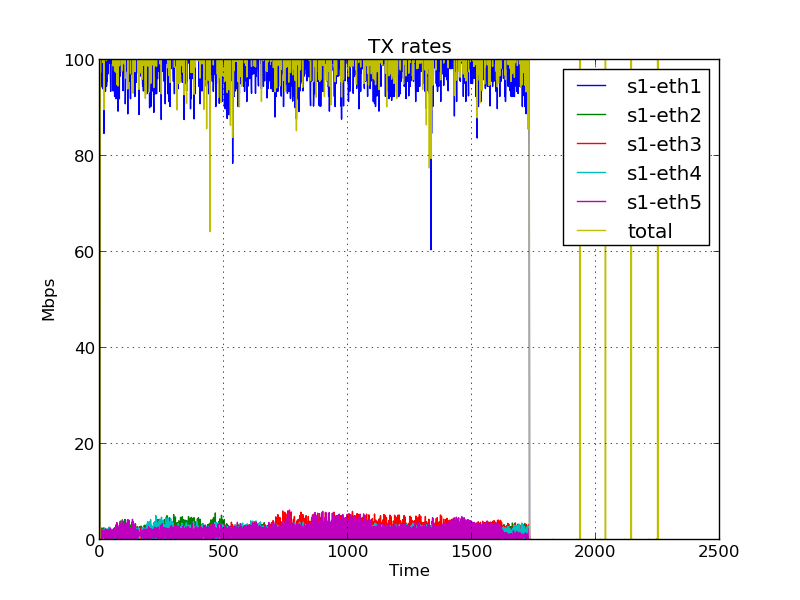 TX rates
100
80
60
40
20
0
Mbps
s1-eth1
s1-eth2
s1-eth3
s1-eth4
s1-eth5
total
0
500
1000
1500
2000
2500
Time